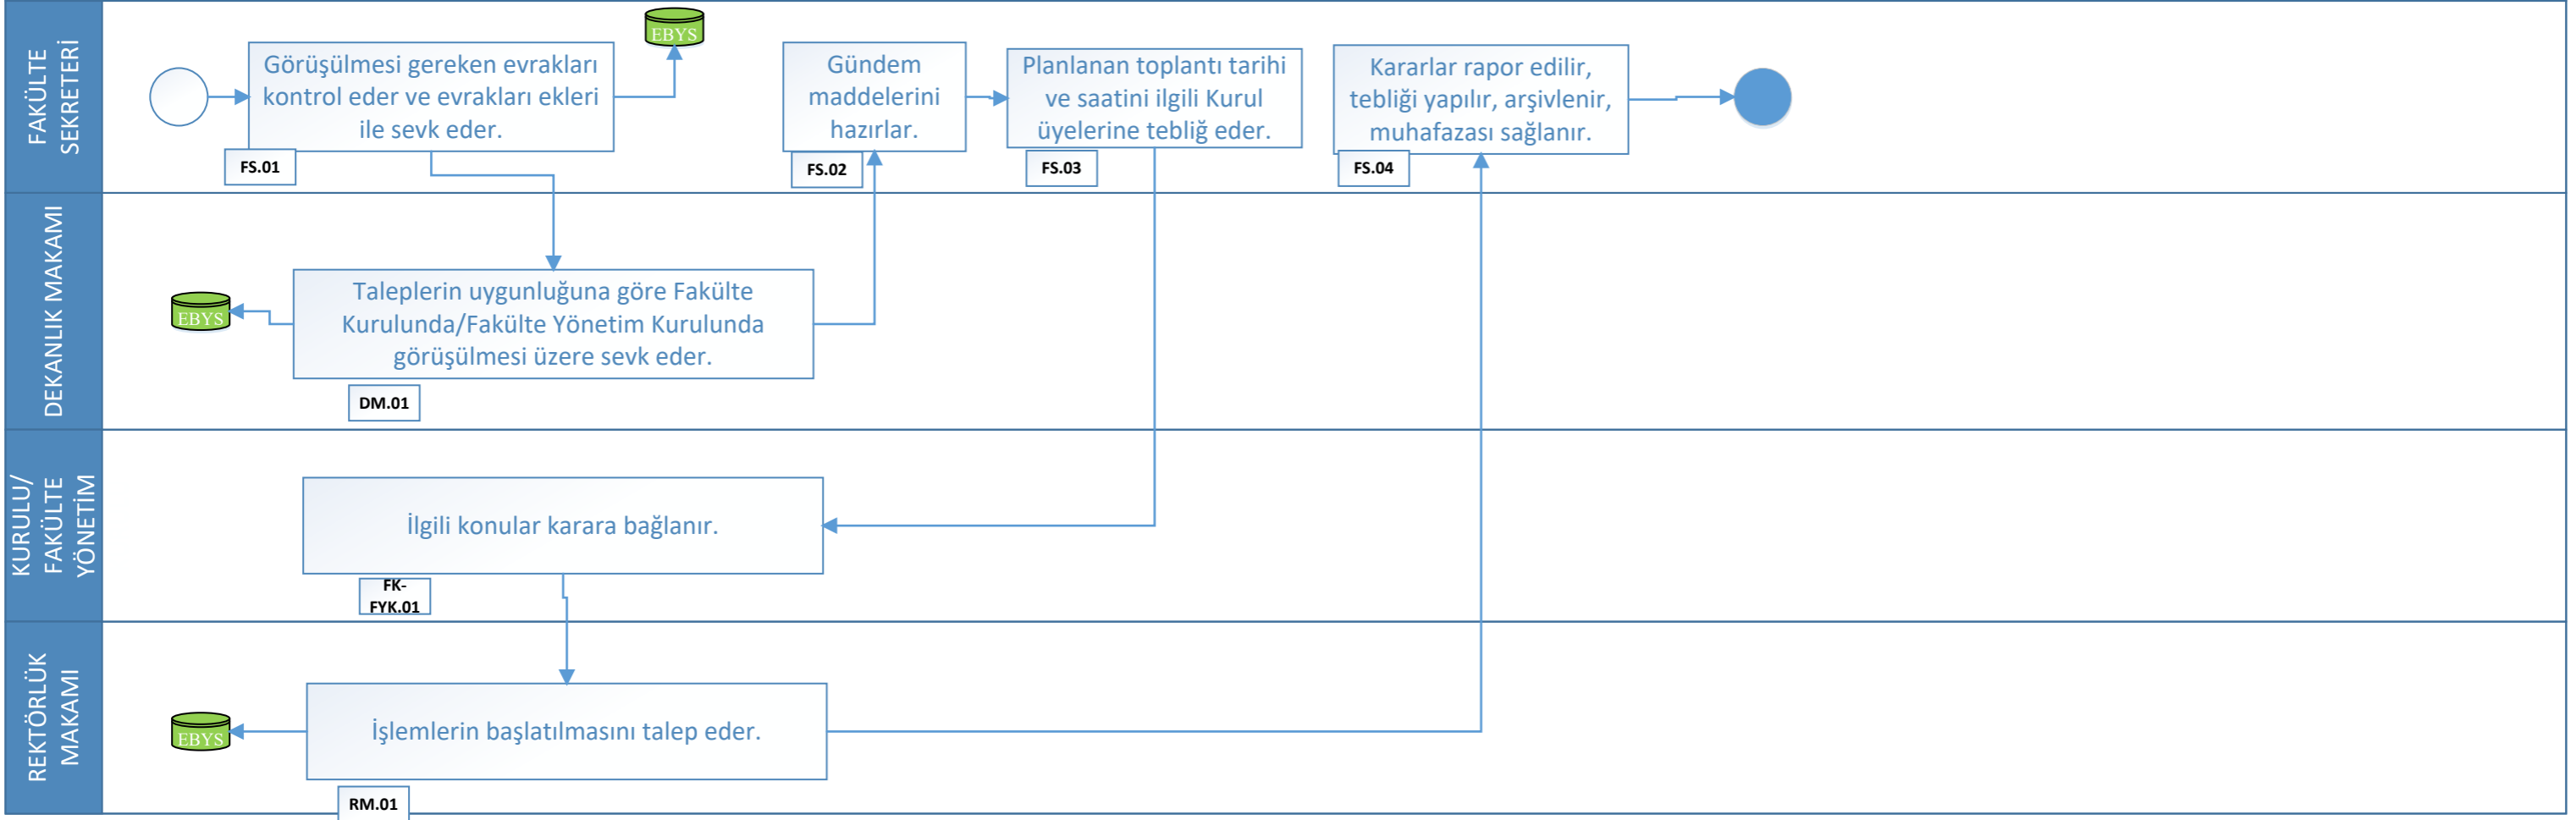 FAKÜLTE
SEKRETERİ
EBYS
Görüşülmesi gereken evrakları
kontrol eder ve evrakları ekleri
ile sevk eder.
FS.01
Gündem
maddelerini
hazırlar.
FS.02
Planlanan toplantı tarihi
ve saatini ilgili Kurul
üyelerine tebliğ eder.
FS.03
Kararlar rapor edilir,
tebliği yapılır, arşivlenir,
muhafazası sağlanır.
FS.04
DEKANLIK MAKAMI
EBYS
Taleplerin uygunluğuna göre Fakülte
Kurulunda/Fakülte Yönetim Kurulunda
görüşülmesi üzere sevk eder.
DM.01
KURULU/
FAKÜLTE
YÖNETİM
İlgili konular karara bağlanır.
FK-
FYK.01
REKTÖRLÜK
MAKAMI
EBYS
İşlemlerin başlatılmasını talep eder.
RM.01